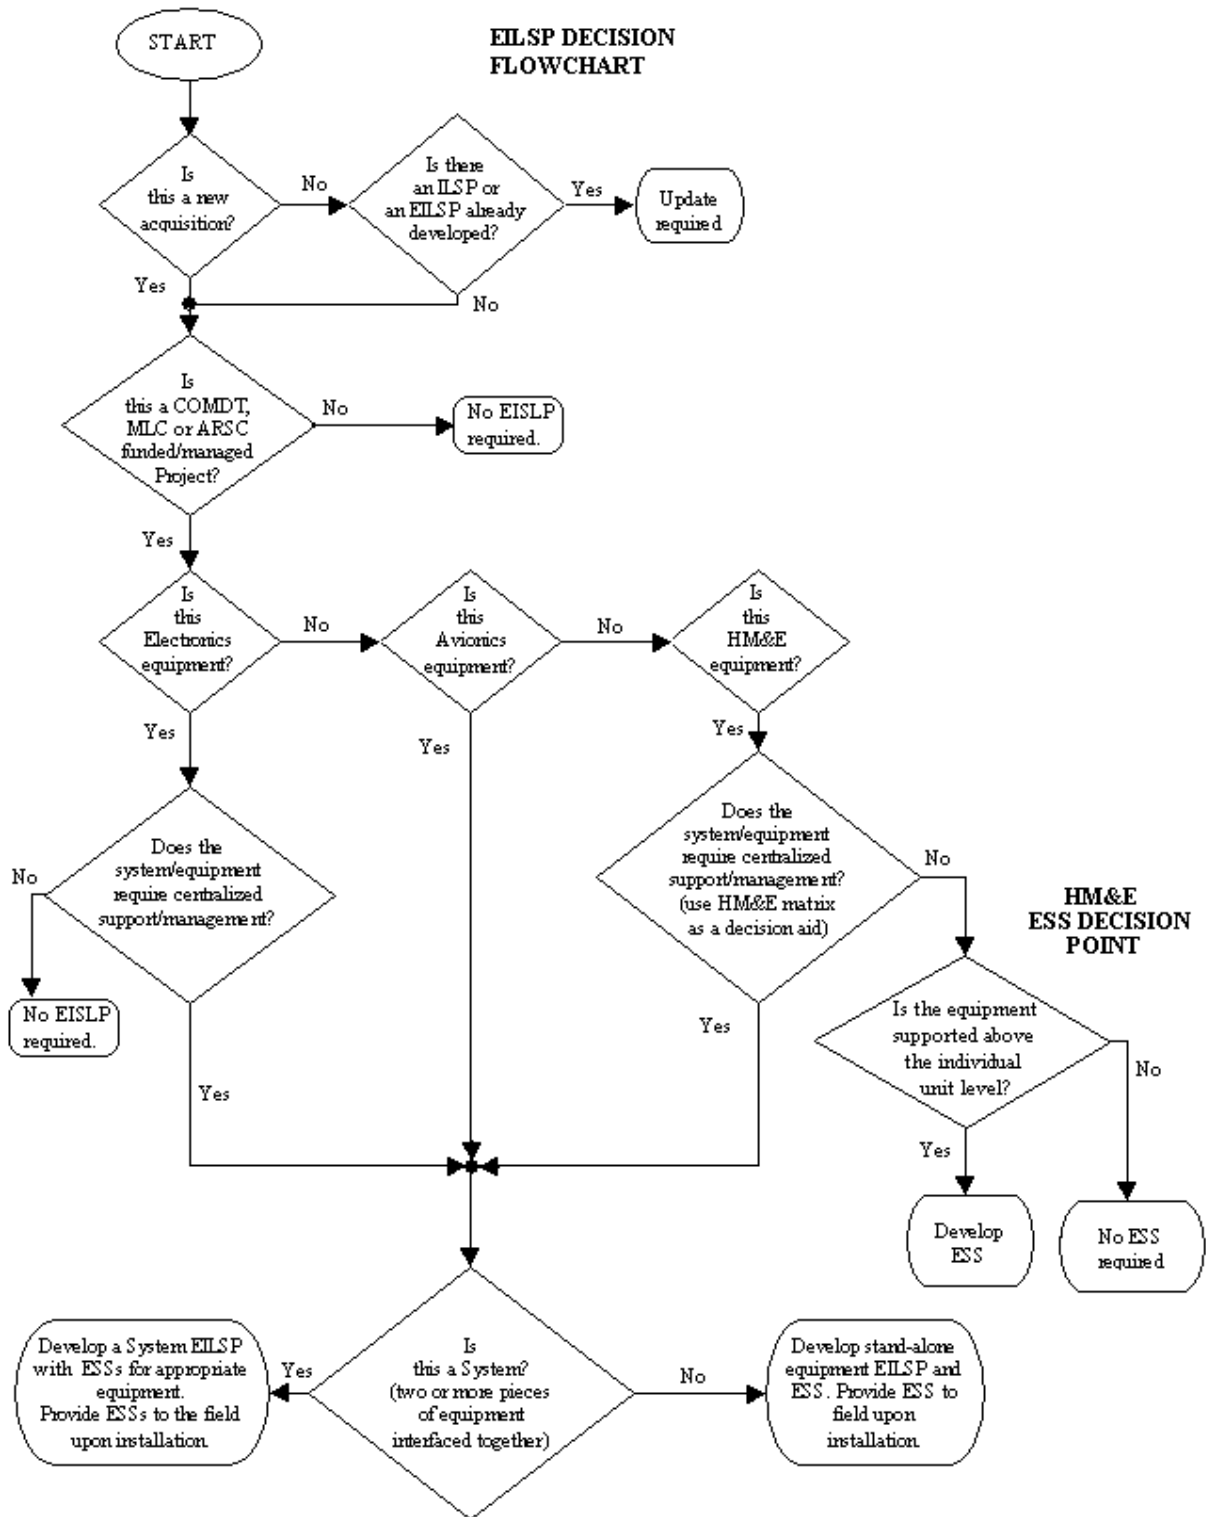 START
EILSP DECISION
FLOWCHART
Is
this a new
acquisition?
No
Is there
an ILSP or
an EILSP already
developed?
Yes
Update
required
Yes
No
Is
this a COMDT,
MLC or ARSC
funded/managed
Project?
No
No EISLP
required.
Yes
Is
this
Electronics
equipment?
No
Is
this
Avionics
equipment?
No
Is
this
HM&E
equipment?
Yes
Yes
Yes
Does the
system/equipment
require centralized
support/management?
No
No EISLP
required.
Yes
Does the
system/equipment
require centralized
support/management?
(use HM&E matrix
as a decision aid)
No
Yes
HM&E
ESS DECISION
POINT
Is the equipment
supported above
the individual
unit level?
No
Yes
Develop
ESS
No ESS
required
Is
this a System?
(two or more pieces
of equipment
interfaced together)
Yes
Develop a System EILSP
with ESSs for appropriate
equipment.
Provide ESSs to the field
upon installation.
No
Develop stand-alone
equipment EILSP and
ESS. Provide ESS to
field upon
installation.